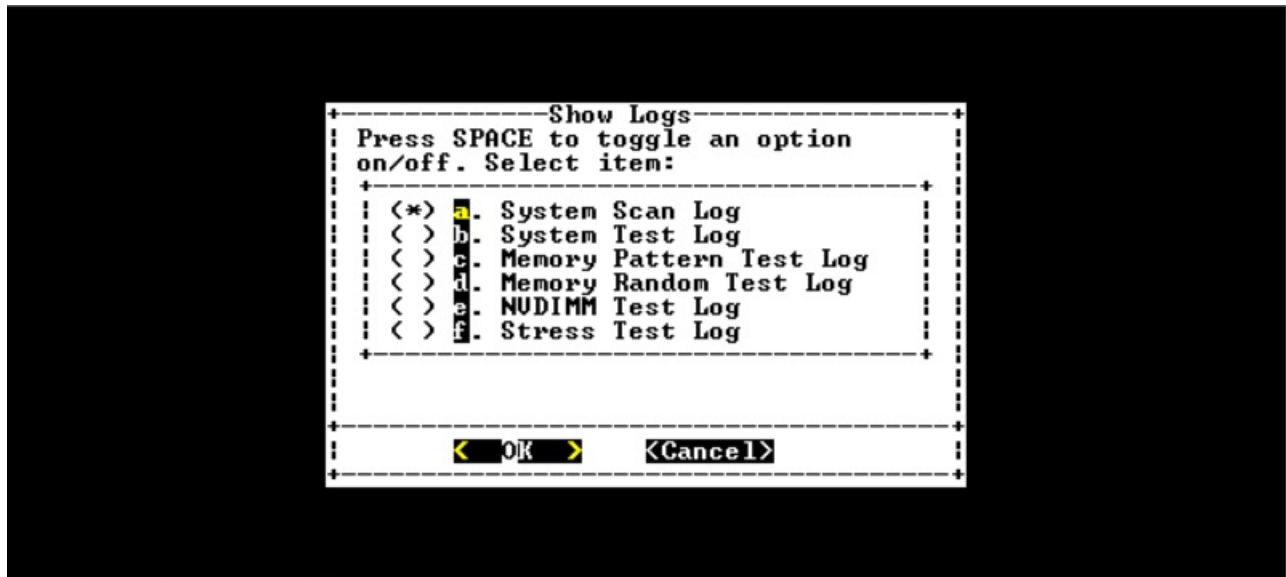 Show Logs
Press SPACE to toggle an option
on/off. Select item:
(*) a. System Scan Log
( ) b. System Test Log
( ) c. Memory Pattern Test Log
( ) d. Memory Random Test Log
( ) e. NVDIMM Test Log
( ) f. Stress Test Log
< OK > <Cancel>